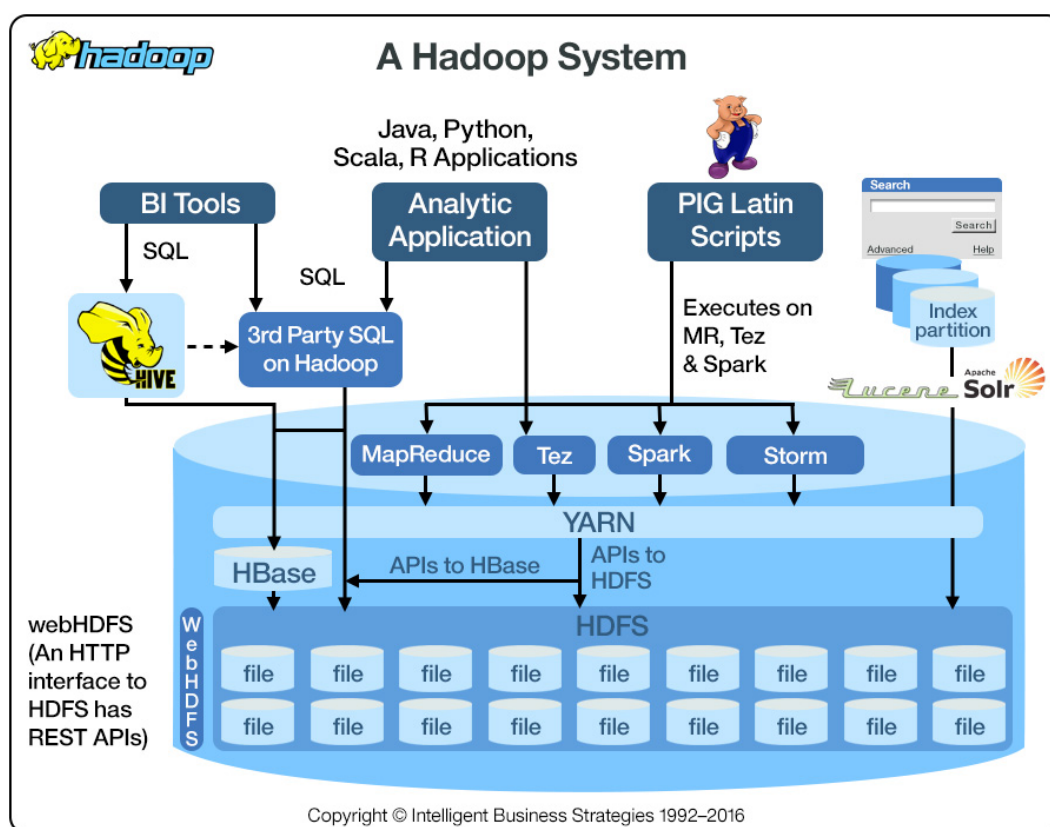 hadoop
A Hadoop System
Java, Python,
Scala, R Applications
BI Tools
Analytic
Application
PIG Latin
Scripts
Search
Search
Advanced
Help
SQL
SQL
HIVE
3rd Party SQL
on Hadoop
Executes on
MR, Tez
& Spark
Index
partition
Lucene
Apache
Solr
MapReduce
Tez
Spark
Storm
YARN
HBase
APIs to HBase
APIs to
HDFS
webHDFS
(An HTTP
interface to
HDFS has
REST APIs)
WebHDFS
HDFS
file file file file file file file file file
file file file file file file file file file
Copyright © Intelligent Business Strategies 1992–2016